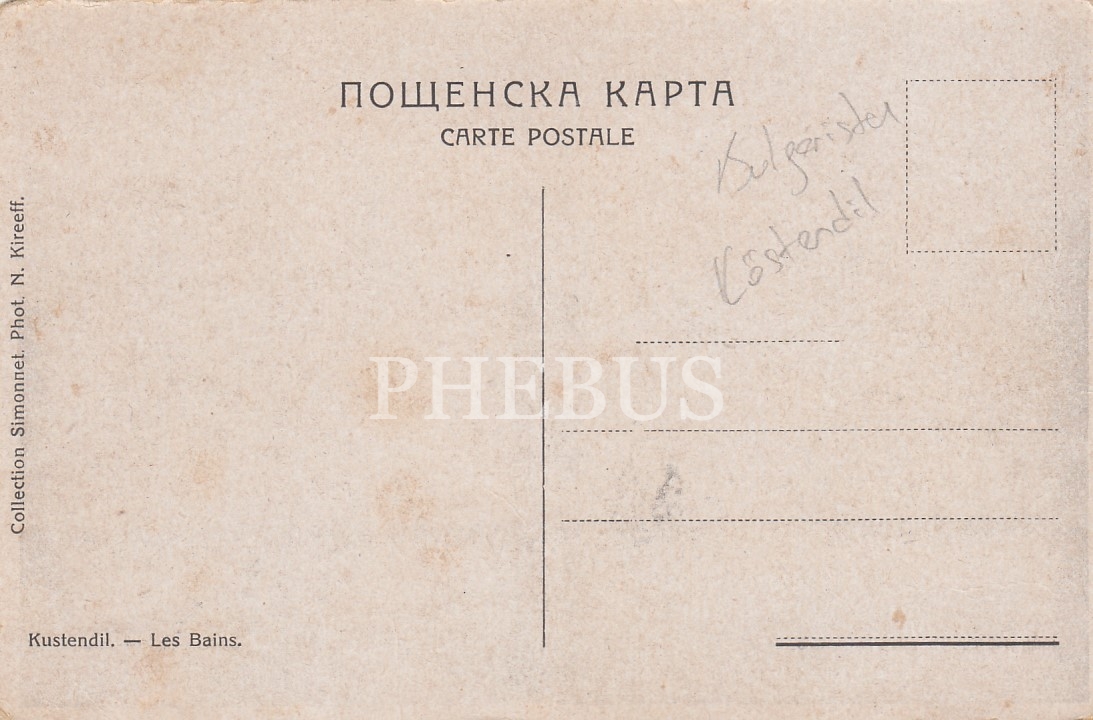 ПОЩЕНСКА КАРТА
CARTE POSTALE
Bulgaristan
Köstendil
Collection Simonnet. Phot. N. Kireeff.
PHEBUS
Kustendil. — Les Bains.